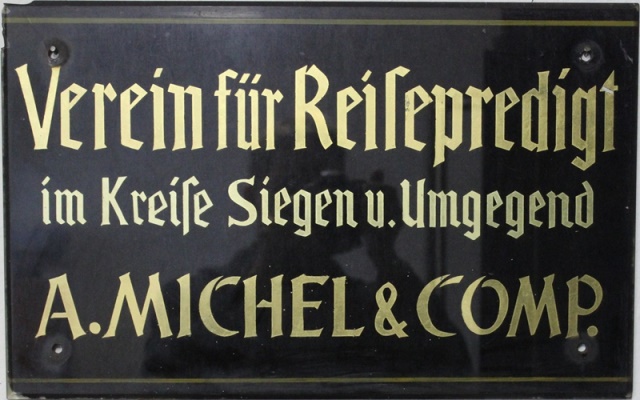 Verein für Reiſepredigt
im Kreiſe Siegen u. Umgegend
A. MICHEL & COMP.